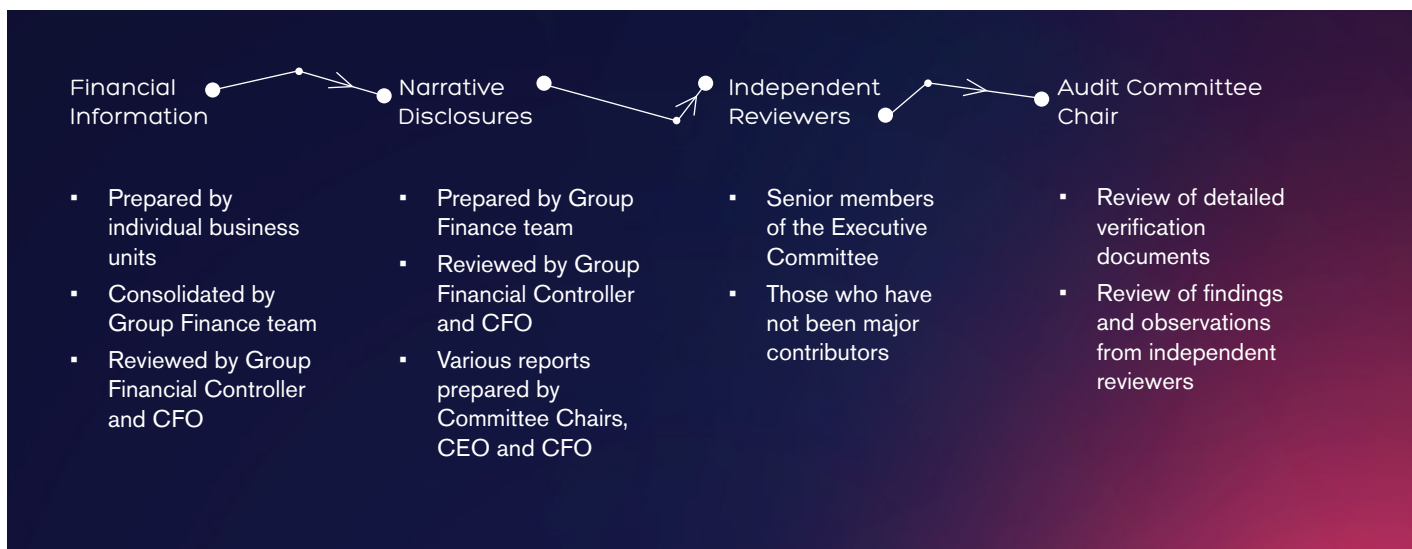 Financial
Information
▪ Prepared by
individual business
units
▪ Consolidated by
Group Finance team
▪ Reviewed by Group
Financial Controller
and CFO
Narrative
Disclosures
▪ Prepared by Group
Finance team
▪ Reviewed by Group
Financial Controller
and CFO
▪ Various reports
prepared by
Committee Chairs,
CEO and CFO
Independent
Reviewers
▪ Senior members
of the Executive
Committee
▪ Those who have
not been major
contributors
Audit Committee
Chair
▪ Review of detailed
verification
documents
▪ Review of findings
and observations
from independent
reviewers